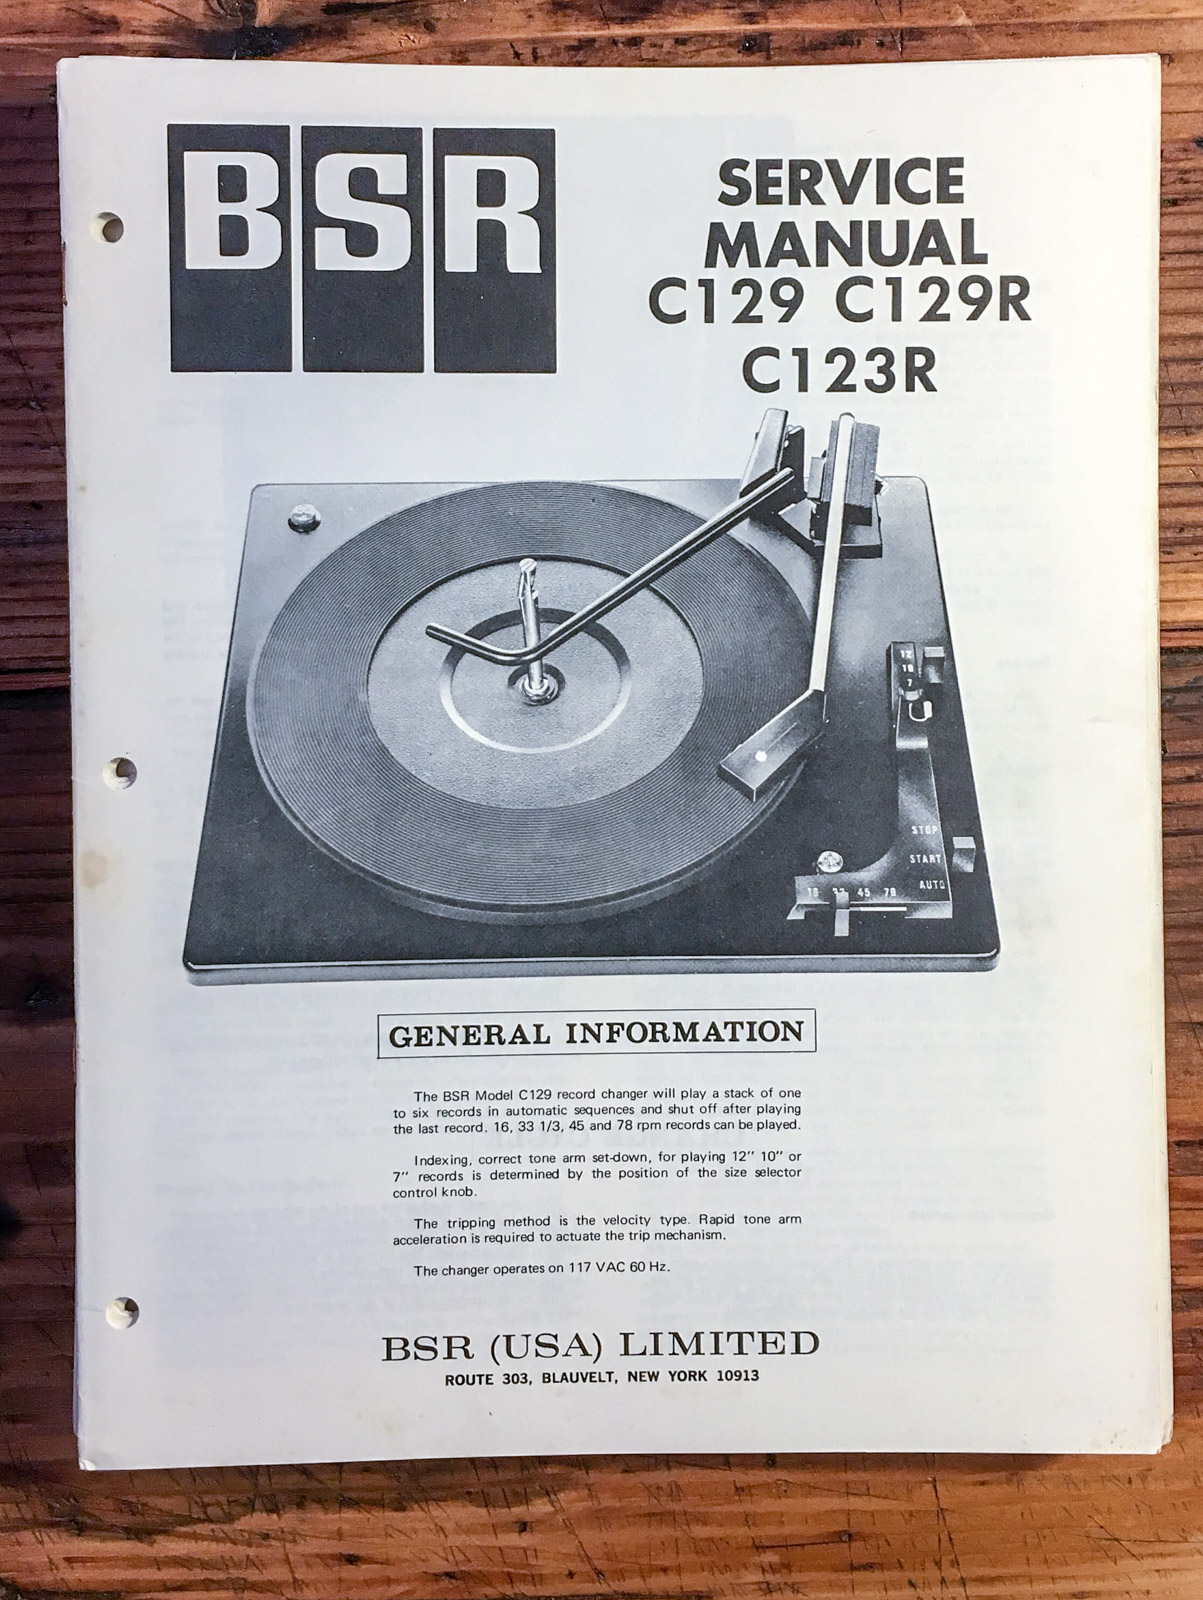 BSR
SERVICE
MANUAL
C129 C129R
C123R
12
10
7
STOP
START
AUTO
16 33 45 78
GENERAL INFORMATION
The BSR Model C129 record changer will play a stack of one
to six records in automatic sequences and shut off after playing
the last record. 16, 33 1/3, 45 and 78 rpm records can be played.
Indexing, correct tone arm set-down, for playing 12" 10" or
7" records is determined by the position of the size selector
control knob.
The tripping method is the velocity type. Rapid tone arm
acceleration is required to actuate the trip mechanism.
The changer operates on 117 VAC 60 Hz.
BSR (USA) LIMITED
ROUTE 303, BLAUVELT, NEW YORK 10913